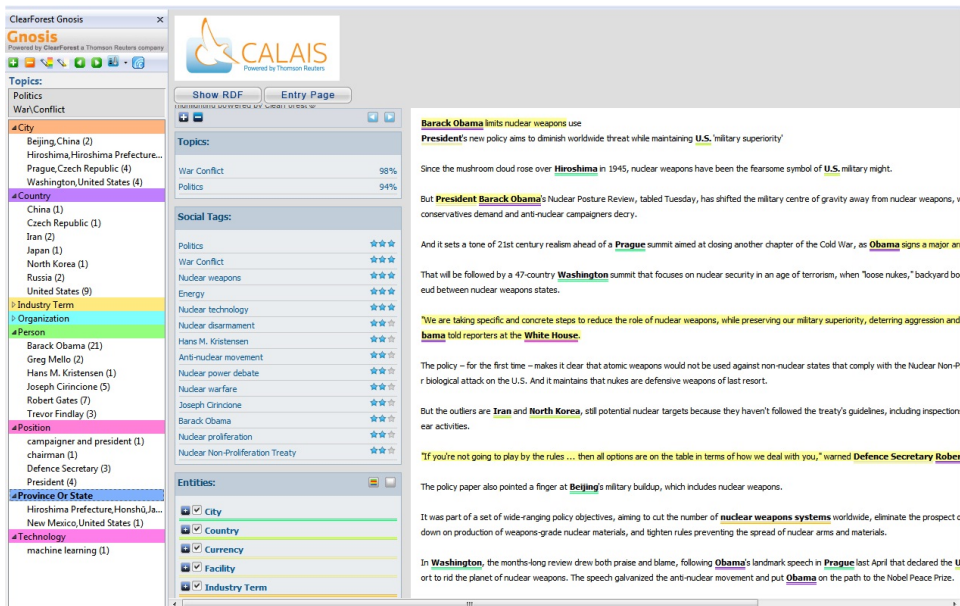 ClearForest Gnosis
Gnosis
Powered by ClearForest a Thomson Reuters company
Topics:
Politics
War\Conflict
City
Beijing,China (2)
Hiroshima,Hiroshima Prefecture...
Prague,Czech Republic (4)
Washington,United States (4)
Country
China (1)
Czech Republic (1)
Iran (2)
Japan (1)
North Korea (1)
Russia (2)
United States (9)
Industry Term
Organization
Person
Barack Obama (21)
Greg Mello (2)
Hans M. Kristensen (1)
Joseph Cirincione (5)
Robert Gates (7)
Trevor Findlay (3)
Position
campaigner and president (1)
chairman (1)
Defence Secretary (3)
President (4)
Province Or State
Hiroshima Prefecture,Honshū,Ja...
New Mexico,United States (1)
Technology
machine learning (1)
CALAIS
Powered by Thomson Reuters
Show RDF
Entry Page
Topics:
War Conflict 98%
Politics 94%
Social Tags:
Politics
War Conflict
Nuclear weapons
Energy
Nuclear technology
Nuclear disarmament
Hans M. Kristensen
Anti-nuclear movement
Nuclear power debate
Nuclear warfare
Joseph Cirincione
Barack Obama
Nuclear proliferation
Nuclear Non-Proliferation Treaty
Entities:
City
Country
Currency
Facility
Industry Term
Barack Obama limits nuclear weapons use
President's new policy aims to diminish worldwide threat while maintaining U.S. 'military superiority'
Since the mushroom cloud rose over Hiroshima in 1945, nuclear weapons have been the fearsome symbol of U.S. military might.
But President Barack Obama's Nuclear Posture Review, tabled Tuesday, has shifted the military centre of gravity away from nuclear weapons,
conservatives demand and anti-nuclear campaigners decry.
And it sets a tone of 21st century realism ahead of a Prague summit aimed at closing another chapter of the Cold War, as Obama signs a major
That will be followed by a 47-country Washington summit that focuses on nuclear security in an age of terrorism, when "loose nukes," backyard
eud between nuclear weapons states.
"We are taking specific and concrete steps to reduce the role of nuclear weapons, while preserving our military superiority, deterring aggression and
bama told reporters at the White House.
The policy – for the first time – makes it clear that atomic weapons would not be used against non-nuclear states that comply with the Nuclear Non-P
r biological attack on the U.S. And it maintains that nukes are defensive weapons of last resort.
But the outliers are Iran and North Korea, still potential nuclear targets because they haven't followed the treaty's guidelines, including inspections
ear activities.
"If you're not going to play by the rules ... then all options are on the table in terms of how we deal with you," warned Defence Secretary Rober
The policy paper also pointed a finger at Beijing's military buildup, which includes nuclear weapons.
It was part of a set of wide-ranging policy objectives, aiming to cut the number of nuclear weapons systems worldwide, eliminate the prospect
down on production of weapons-grade nuclear materials, and tighten rules preventing the spread of nuclear arms and materials.
In Washington, the months-long review drew both praise and blame, following Obama's landmark speech in Prague last April that declared the
ort to rid the planet of nuclear weapons. The speech galvanized the anti-nuclear movement and put Obama on the path to the Nobel Peace Prize.